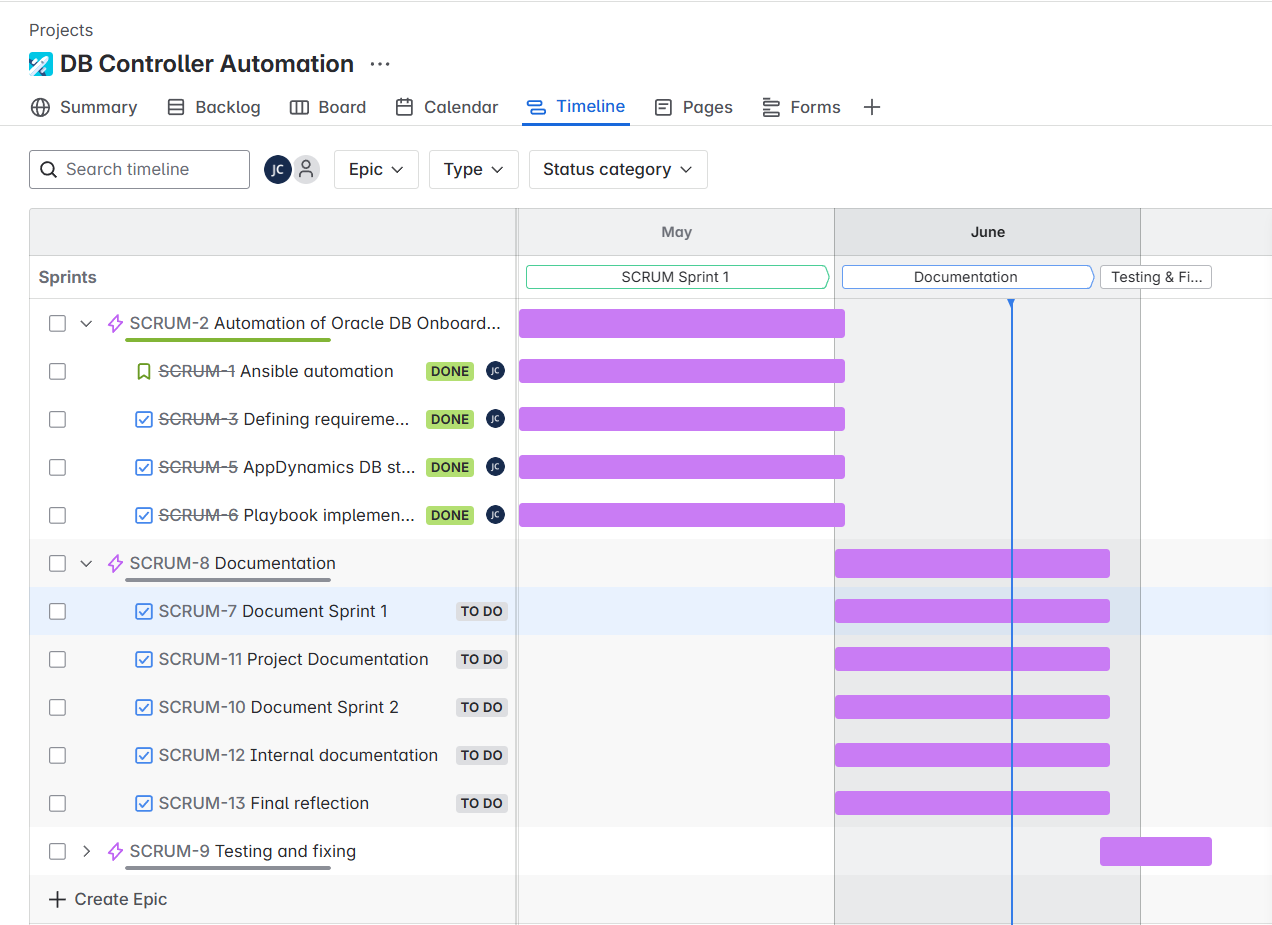 Projects
DB Controller Automation ...
Summary Backlog Board Calendar Timeline Pages Forms
Search timeline JC Epic Type Status category
May June
Sprints SCRUM Sprint 1 Documentation Testing & Fi...
SCRUM-2 Automation of Oracle DB Onboard...
SCRUM-1 Ansible automation DONE JC
SCRUM-3 Defining requireme... DONE JC
SCRUM-5 AppDynamics DB st... DONE JC
SCRUM-6 Playbook implemen... DONE JC
SCRUM-8 Documentation
SCRUM-7 Document Sprint 1 TO DO
SCRUM-11 Project Documentation TO DO
SCRUM-10 Document Sprint 2 TO DO
SCRUM-12 Internal documentation TO DO
SCRUM-13 Final reflection TO DO
SCRUM-9 Testing and fixing
Create Epic